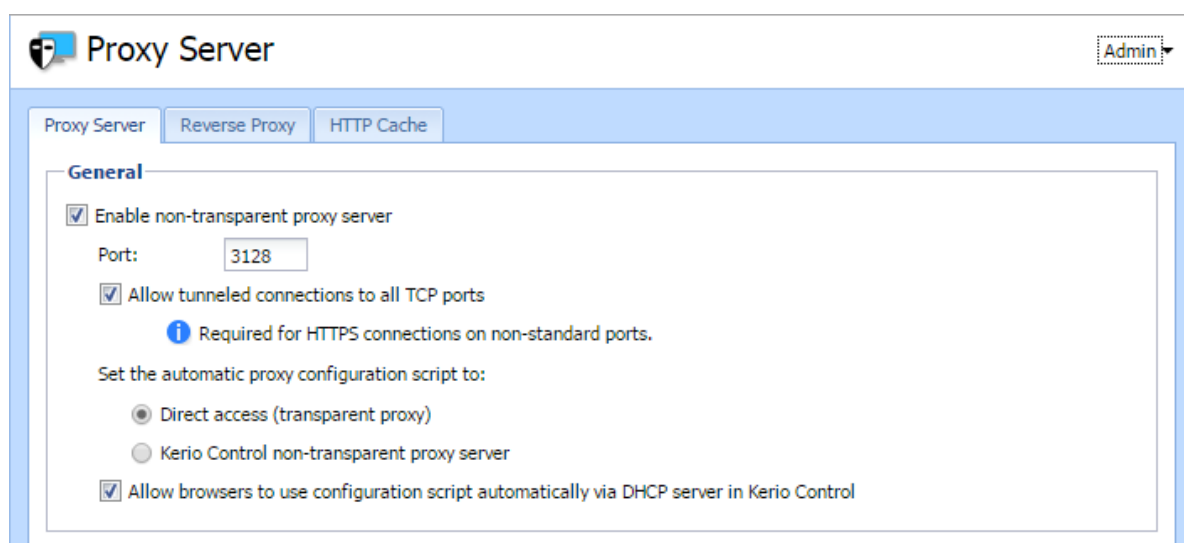 Proxy Server
Admin
Proxy Server Reverse Proxy HTTP Cache
General
Enable non-transparent proxy server
Port: 3128
Allow tunneled connections to all TCP ports
Required for HTTPS connections on non-standard ports.
Set the automatic proxy configuration script to:
Direct access (transparent proxy)
Kerio Control non-transparent proxy server
Allow browsers to use configuration script automatically via DHCP server in Kerio Control